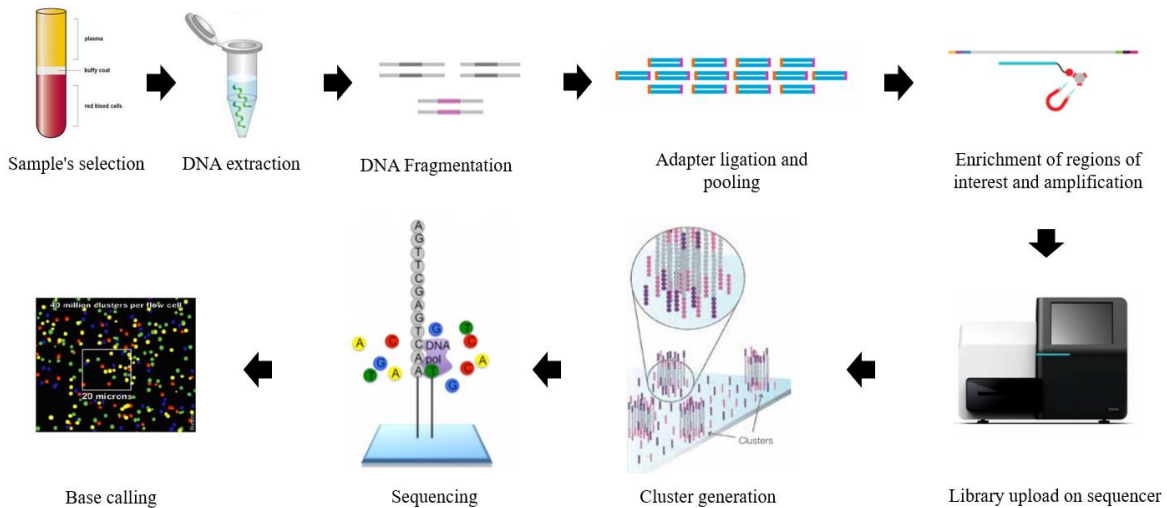 plasma
buffy coat
red blood cells
Sample's selection
DNA extraction
DNA Fragmentation
Adapter ligation and
pooling
Enrichment of regions of
interest and amplification
40 million clusters per flow cell
20 microns
Base calling
A
G
T
T
C
G
A
G
T
C
A
A
A
C
G
T
C
DNA
pol
T
G
A
T
G
C
A
Sequencing
Clusters
Cluster generation
Library upload on sequencer